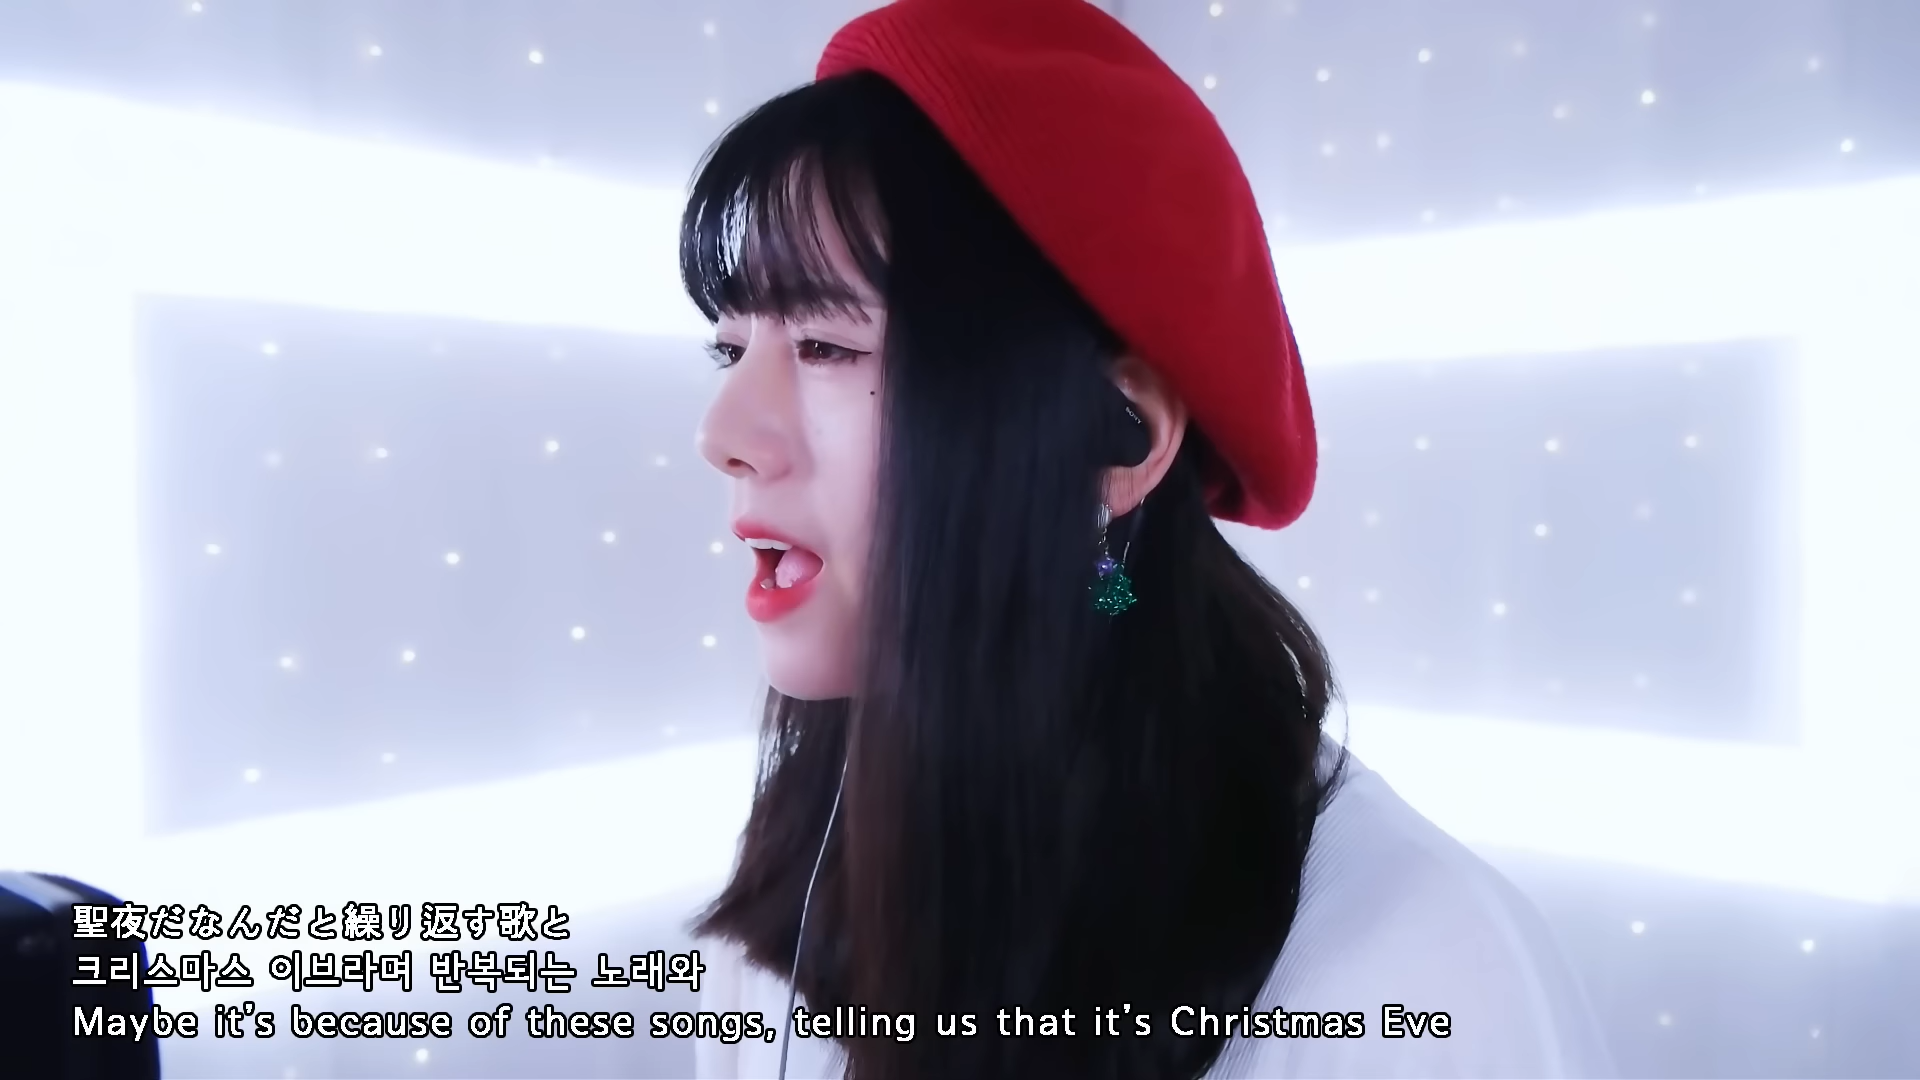 SONY
聖夜だなんだと繰り返す歌と
크리스마스 이브라며 반복되는 노래와
Maybe it's because of these songs, telling us that it's Christmas Eve